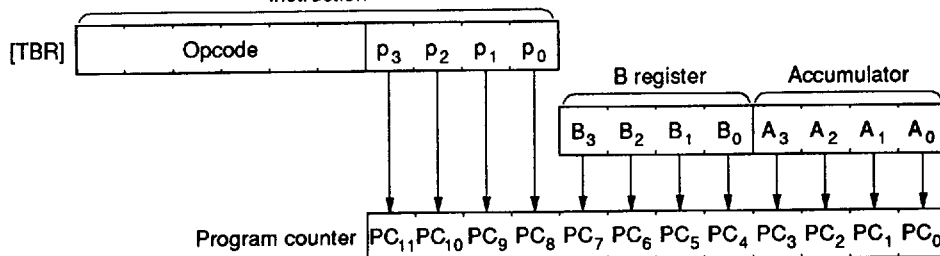 Instruction
[TBR] Opcode p3 p2 p1 p0
B register Accumulator
B3 B2 B1 B0 A3 A2 A1 A0
Program counter PC11 PC10 PC9 PC8 PC7 PC6 PC5 PC4 PC3 PC2 PC1 PC0